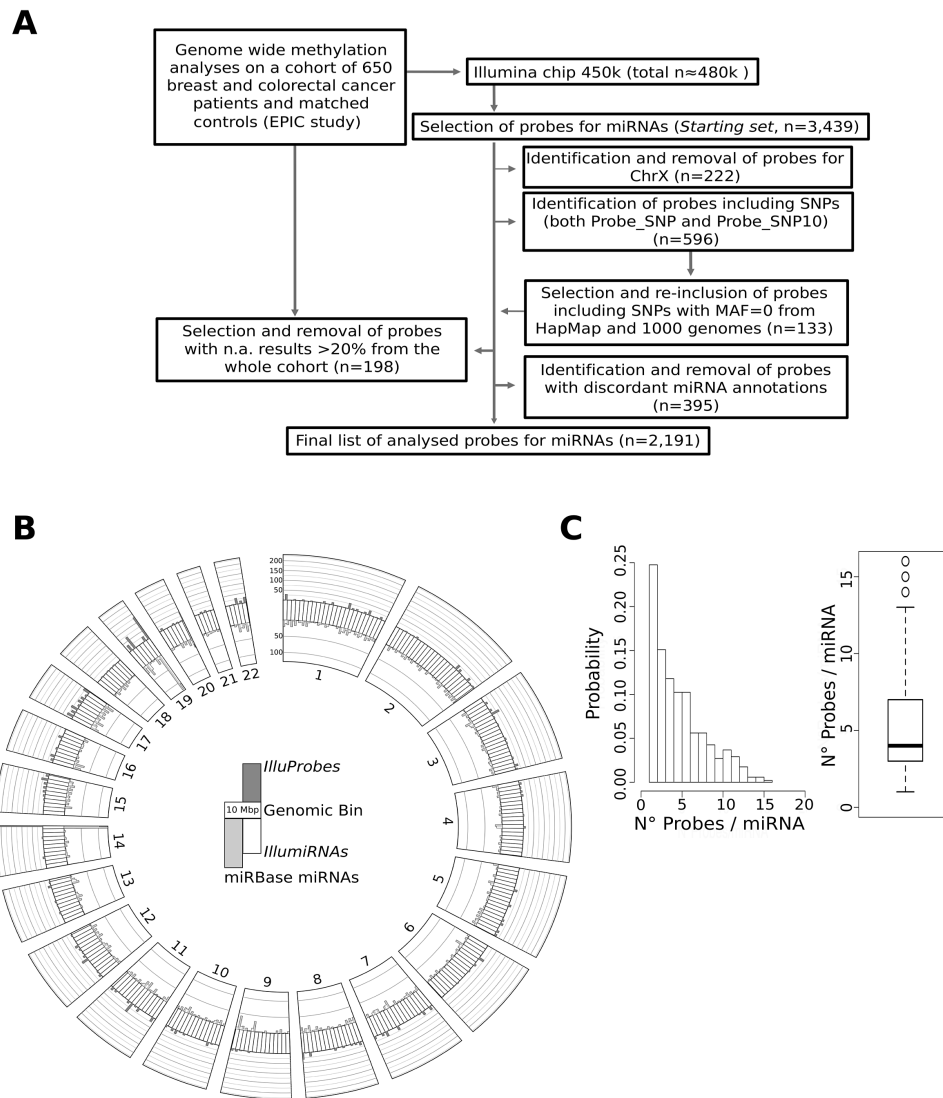 A
Genome wide methylation
analyses on a cohort of 650
breast and colorectal cancer
patients and matched
controls (EPIC study)
Illumina chip 450k (total n≈480k )
Selection of probes for miRNAs (Starting set, n=3,439)
Identification and removal of probes for
ChrX (n=222)
Identification of probes including SNPs
(both Probe_SNP and Probe_SNP10)
(n=596)
Selection and re-inclusion of probes
including SNPs with MAF=0 from
HapMap and 1000 genomes (n=133)
Selection and removal of probes
with n.a. results >20% from the
whole cohort (n=198)
Identification and removal of probes
with discordant miRNA annotations
(n=395)
Final list of analysed probes for miRNAs (n=2,191)
B
200
150
100
50
50
100
1
2
3
4
5
6
7
8
9
10
11
12
13
14
15
16
17
18
19
20
21
22
IlluProbes
10 Mbp
Genomic Bin
IllumiRNAs
miRBase miRNAs
C
Probability
0.00
0.05
0.10
0.15
0.20
0.25
0
5
10
15
20
N° Probes / miRNA
N° Probes / miRNA
0
5
10
15